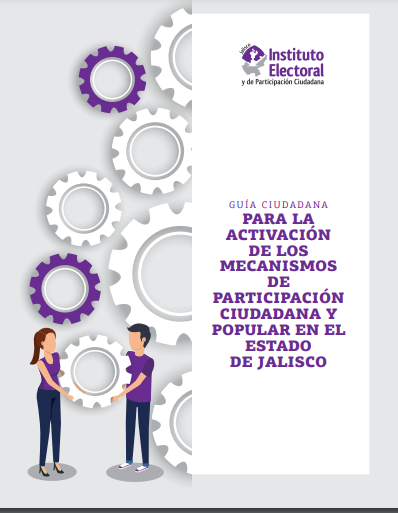 Jalisco
Instituto
Electoral
y de Participación Ciudadana
GUÍA CIUDADANA
PARA LA
ACTIVACIÓN
DE LOS
MECANISMOS
DE
PARTICIPACIÓN
CIUDADANA Y
POPULAR EN EL
ESTADO
DE JALISCO